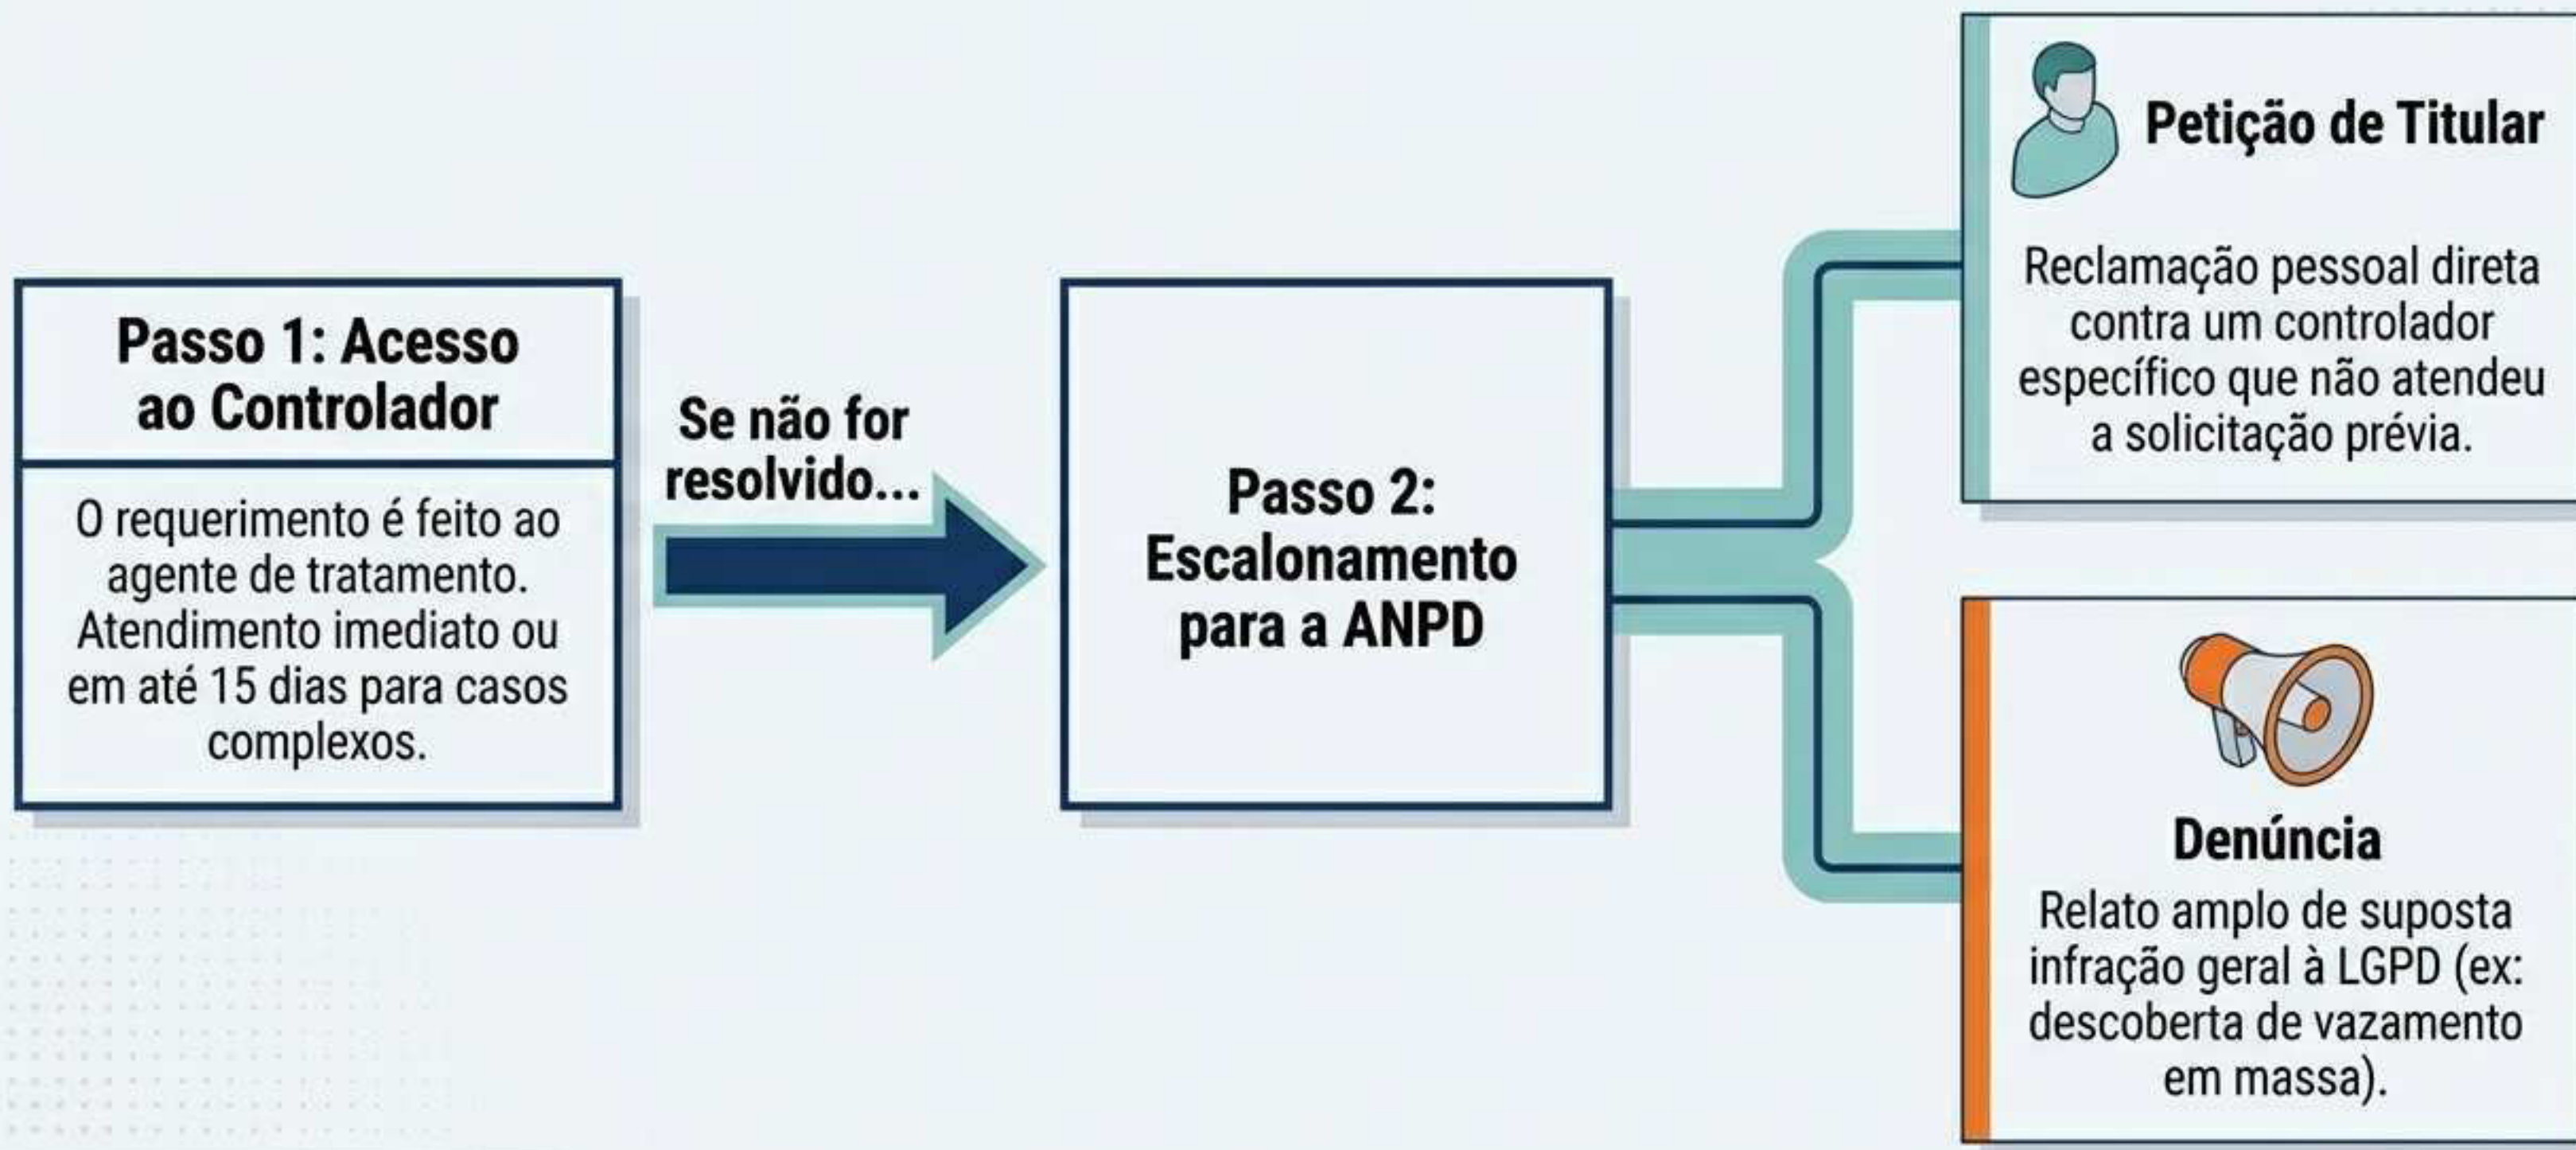 Passo 1: Acesso
ao Controlador
O requerimento é feito ao
agente de tratamento.
Atendimento imediato ou
em até 15 dias para casos
complexos.
Se não for
resolvido...
Passo 2:
Escalonamento
para a ANPD
Petição de Titular
Reclamação pessoal direta
contra um controlador
específico que não atendeu
a solicitação prévia.
Denúncia
Relato amplo de suposta
infração geral à LGPD (ex:
descoberta de vazamento
em massa).